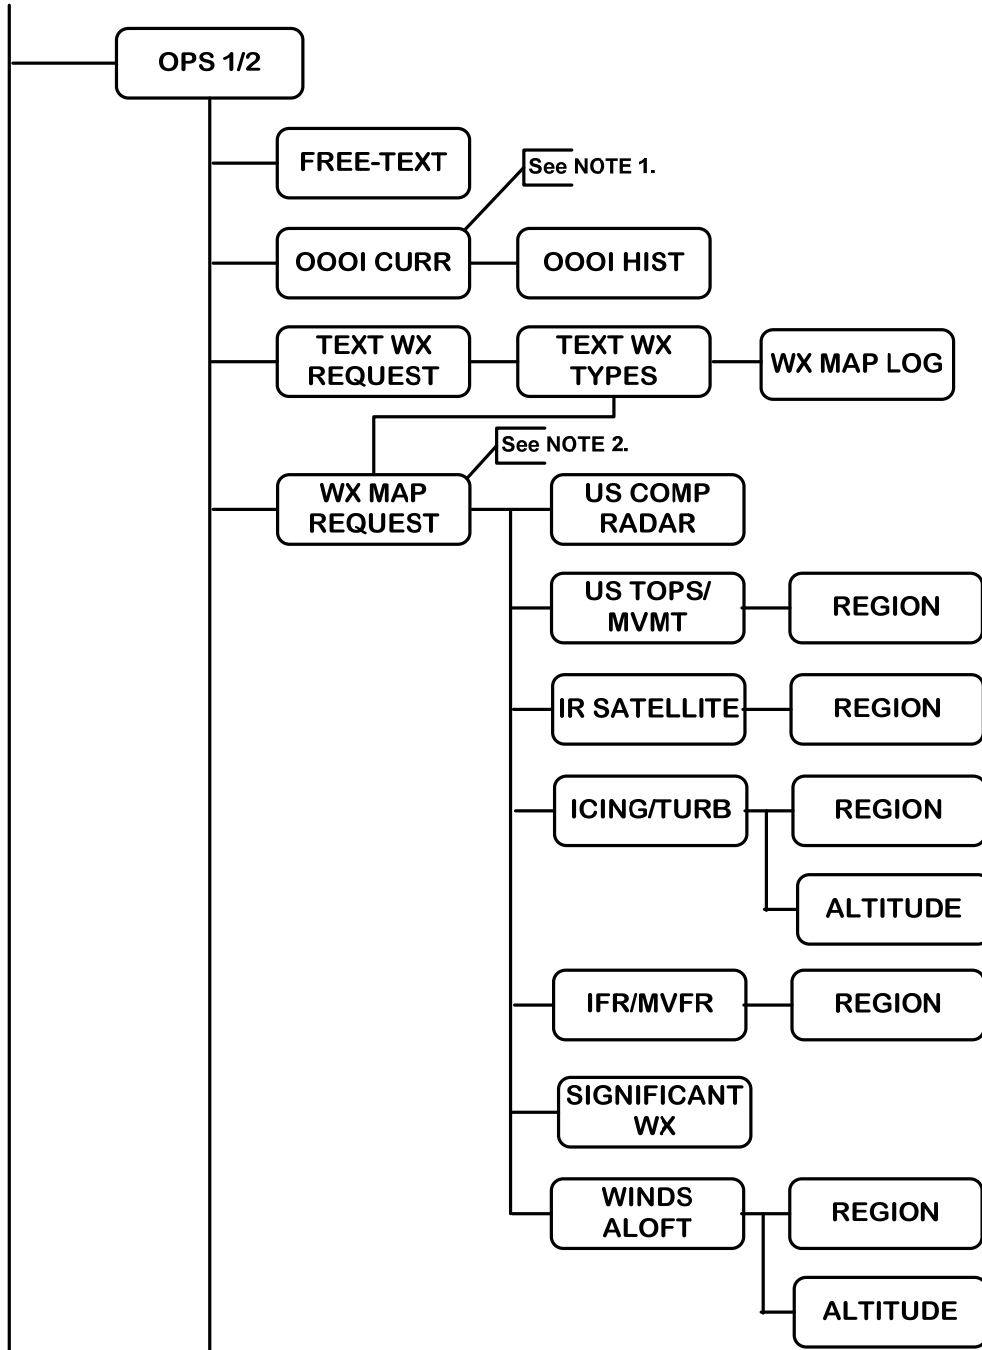 OPS 1/2
FREE-TEXT
See NOTE 1.
OOOI CURR
OOOI HIST
TEXT WX
REQUEST
TEXT WX
TYPES
WX MAP LOG
See NOTE 2.
WX MAP
REQUEST
US COMP
RADAR
US TOPS/
MVMT
REGION
IR SATELLITE
REGION
ICING/TURB
REGION
ALTITUDE
IFR/MVFR
REGION
SIGNIFICANT
WX
WINDS
ALOFT
REGION
ALTITUDE